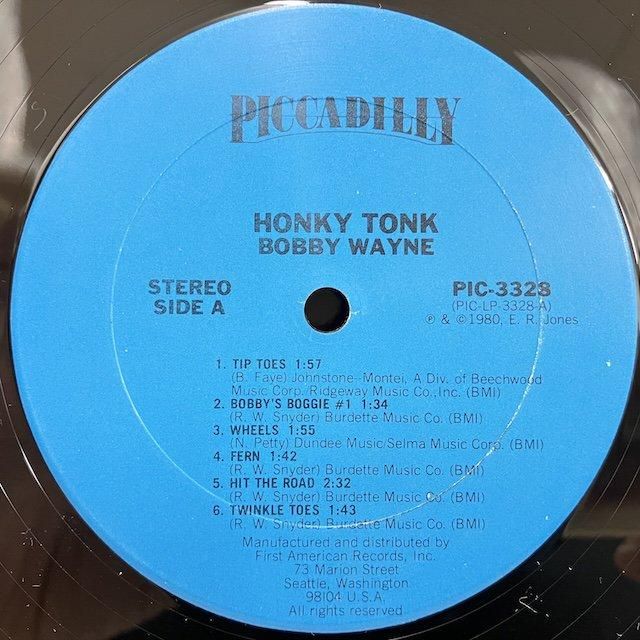 PICCADILLY
HONKY TONK
BOBBY WAYNE
STEREO
SIDE A
PIC-3328
(PIC-LP-3328-A)
℗ & © 1980, E. R. Jones
1. TIP TOES 1:57
(B. Faye) Johnstone-Montei, A Div. of Beechwood
Music Corp./Ridgeway Music Co., Inc. (BMI)
2. BOBBY'S BOGGIE #1 1:34
(R. W. Snyder) Burdette Music Co. (BMI)
3. WHEELS 1:55
(N. Petty) Dundee Music/Selma Music Corp. (BMI)
4. FERN 1:42
(R. W. Snyder) Burdette Music Co. (BMI)
5. HIT THE ROAD 2:32
(R. W. Snyder) Burdette Music Co. (BMI)
6. TWINKLE TOES 1:43
(R. W. Snyder) Burdatte Music Co. (BMI)
Manufactured and distributed by
First American Records, Inc.
73 Marion Street
Seattle, Washington
98104 U.S.A.
All rights reserved